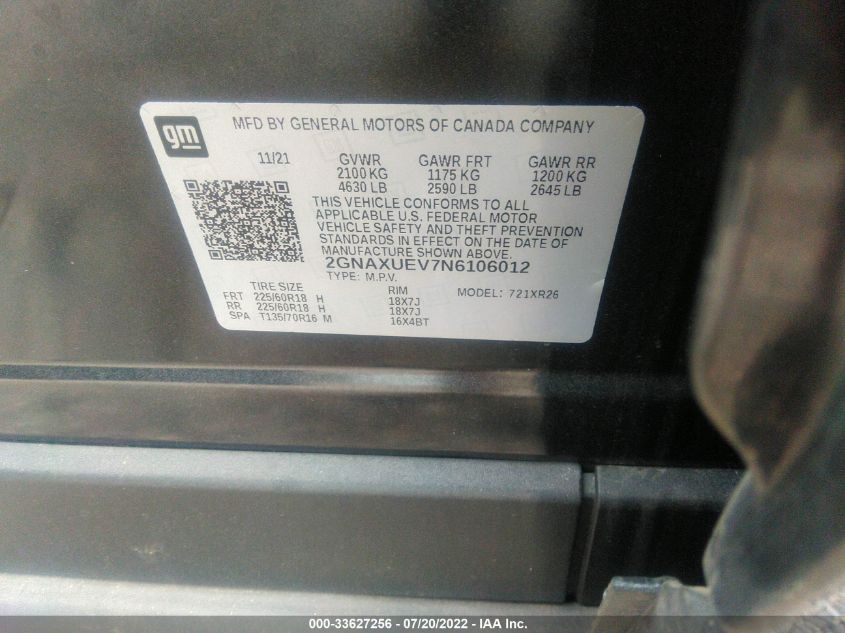 gm
MFD BY GENERAL MOTORS OF CANADA COMPANY
11/21 GVWR GAWR FRT GAWR RR
2100 KG 1175 KG 1200 KG
4630 LB 2590 LB 2645 LB
THIS VEHICLE CONFORMS TO ALL
APPLICABLE U.S. FEDERAL MOTOR
VEHICLE SAFETY AND THEFT PREVENTION
STANDARDS IN EFFECT ON THE DATE OF
MANUFACTURE SHOWN ABOVE.
2GNAXUEV7N6106012
TYPE: M.P.V.
TIRE SIZE RIM MODEL: 721XR26
FRT 225/60R18 H 18X7J
RR 225/60R18 H 18X7J
SPA T135/70R16 M 16X4BT
000-33627256 - 07/20/2022 - IAA Inc.